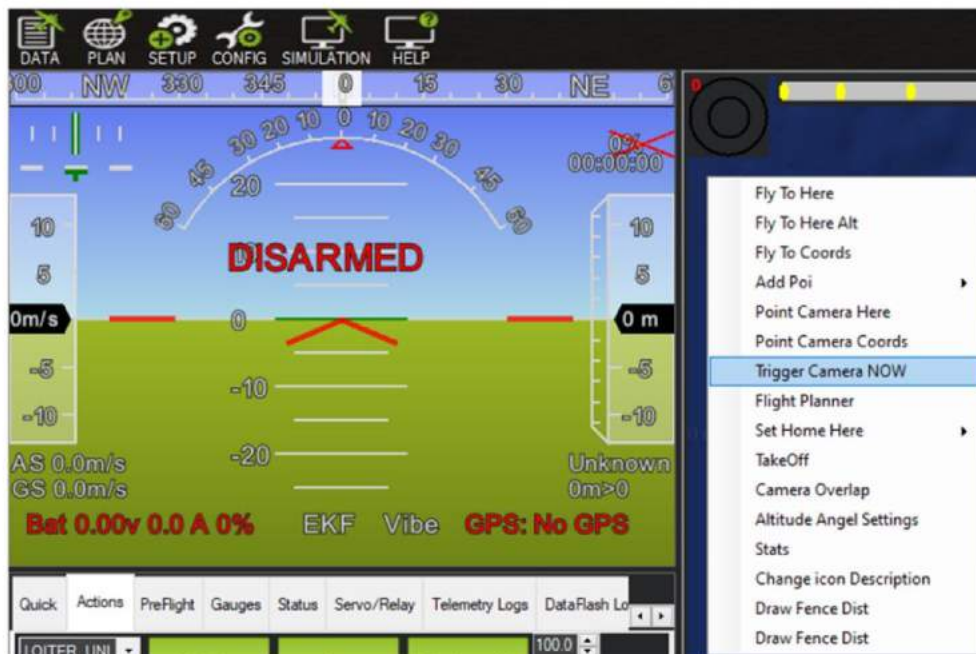 DATA PLAN SETUP CONFIG SIMULATION HELP
300 NW 330 345 0 15 30 NE 6
60 45 30 20 10 0 10 20 30 45 60
0%
00:00:00
20
10 10
DISARMED
5 5
0m/s 0 0 m
-5 -5
-10
-10 -10
-20
AS 0.0m/s Unknown
GS 0.0m/s 0m>0
Bat 0.00v 0.0 A 0% EKF Vibe GPS: No GPS
Quick Actions PreFlight Gauges Status Servo/Relay Telemetry Logs DataFlash Lo
LOITER_UNL 100.0
0
Fly To Here
Fly To Here Alt
Fly To Coords
Add Poi
Point Camera Here
Point Camera Coords
Trigger Camera NOW
Flight Planner
Set Home Here
TakeOff
Camera Overlap
Altitude Angel Settings
Stats
Change icon Description
Draw Fence Dist
Draw Fence Dist